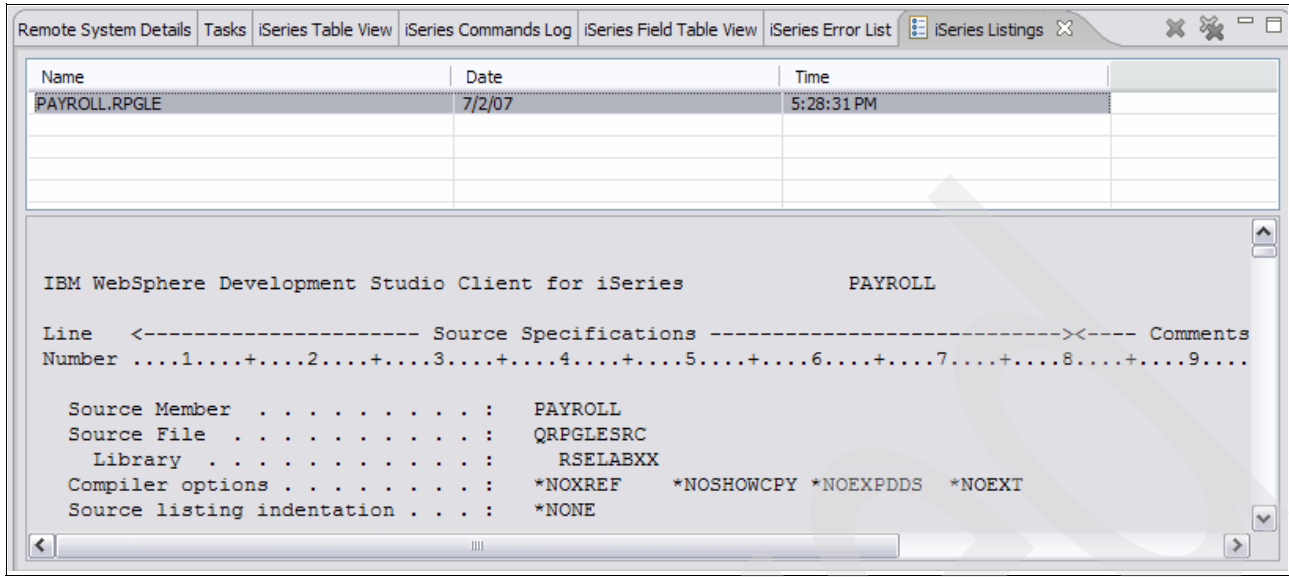 Remote System Details Tasks iSeries Table View iSeries Commands Log iSeries Field Table View iSeries Error List iSeries Listings
Name Date Time
PAYROLL.RPGLE 7/2/07 5:28:31 PM
IBM WebSphere Development Studio Client for iSeries PAYROLL
Line <---------------------- Source Specifications ----------------------------><---- Comments
Number ....1....+....2....+....3....+....4....+....5....+....6....+....7....+....8....+....9....
Source Member . . . . . . . . . . : PAYROLL
Source File . . . . . . . . . . . : QRPGLESRC
Library . . . . . . . . . . . : RSELABXX
Compiler options . . . . . . . . : *NOXREF *NOSHOWCPY *NOEXPDDS *NOEXT
Source listing indentation . . . : *NONE